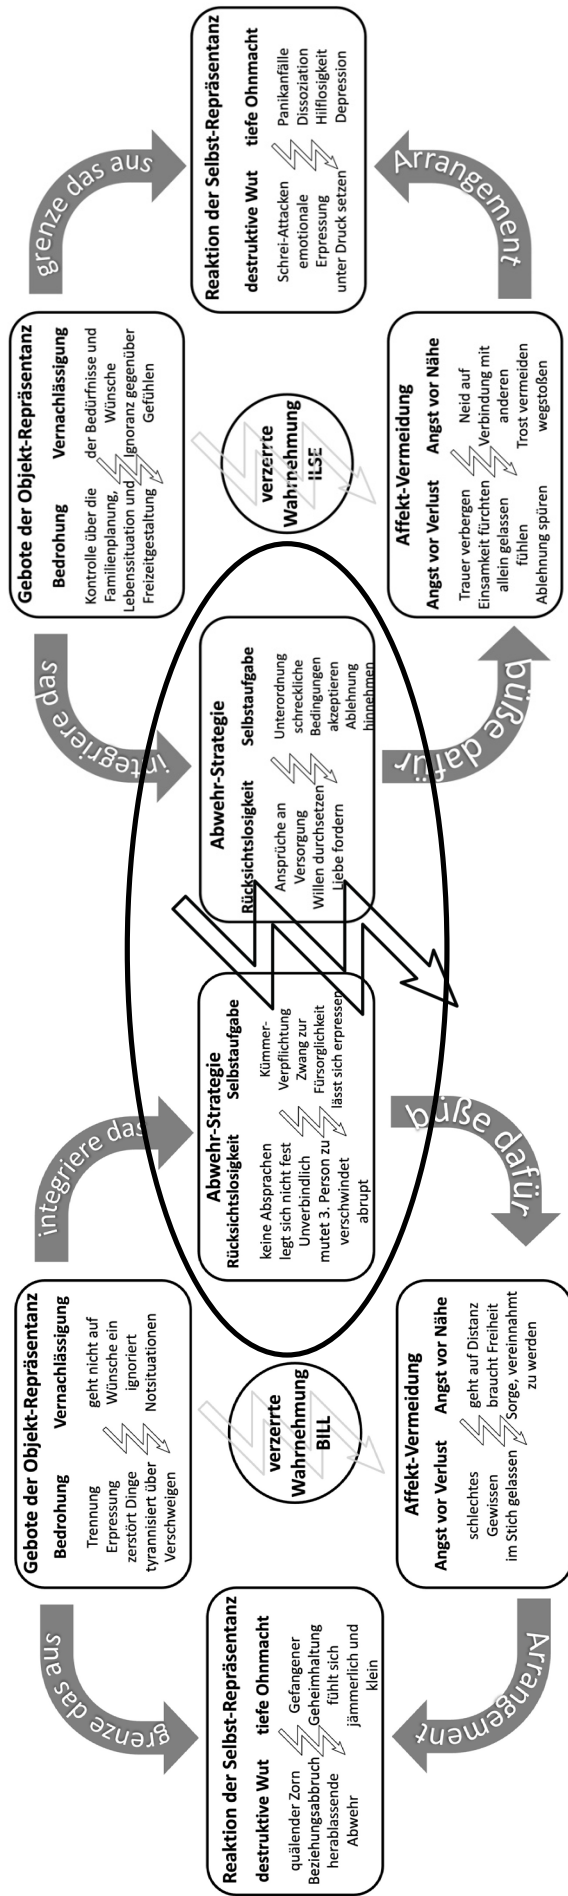 Gebote der Objekt-Repräsentanz
Bedrohung
Trennung
Erpressung
zerstört Dinge
tyrannisiert über
Verschweigen
Vernachlässigung
geht nicht auf
Wünsche ein
ignoriert
Notsituationen
grenze das aus
integriere das
Reaktion der Selbst-Repräsentanz
destruktive Wut
quälender Zorn
Beziehungsabbruch
herablassende
Abwehr
tiefe Ohnmacht
Gefangener
Geheimhaltung
fühlt sich
jämmerlich und
klein
verzerrte
Wahrnehmung
BILL
Abwehr-Strategie
Rücksichtslosigkeit
keine Absprachen
legt sich nicht fest
Unverbindlich
mutet 3. Person zu
verschwindet
abrupt
Selbstaufgabe
Kümmer-
Verpflichtung
Zwang zur
Fürsorglichkeit
lässt sich erpressen
Arrangement
büße dafür
Affekt-Vermeidung
Angst vor Verlust
schlechtes
Gewissen
im Stich gelassen
Angst vor Nähe
geht auf Distanz
braucht Freiheit
Sorge, vereinnahmt
zu werden
Gebote der Objekt-Repräsentanz
Bedrohung
Kontrolle über die
Familienplanung,
Lebenssituation und
Freizeitgestaltung
Vernachlässigung
der Bedürfnisse und
Wünsche
Ignoranz gegenüber
Gefühlen
integriere das
grenze das aus
Abwehr-Strategie
Rücksichtslosigkeit
Ansprüche an
Versorgung
Willen durchsetzen
Liebe fordern
Selbstaufgabe
Unterordnung
schreckliche
Bedingungen
akzeptieren
Ablehnung
hinnehmen
verzerrte
Wahrnehmung
ILSE
Reaktion der Selbst-Repräsentanz
destruktive Wut
Schrei-Attacken
emotionale
Erpressung
unter Druck setzen
tiefe Ohnmacht
Panikanfälle
Dissoziation
Hilflosigkeit
Depression
büße dafür
Arrangement
Affekt-Vermeidung
Angst vor Verlust
Trauer verbergen
Einsamkeit fürchten
allein gelassen
fühlen
Ablehnung spüren
Angst vor Nähe
Neid auf
Verbindung mit
anderen
Trost vermeiden
wegstoßen